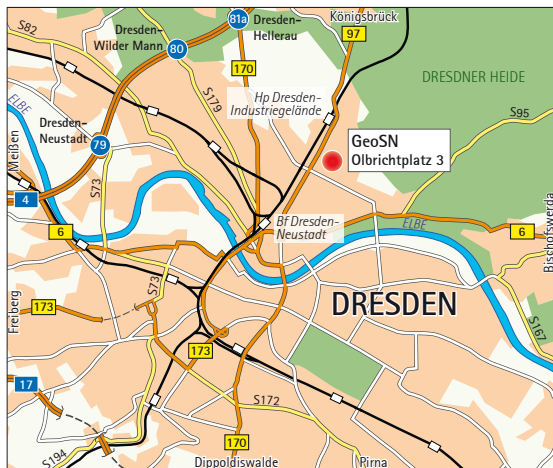 81a
Dresden-
Hellerau
Königsbrück
S82
Dresden-
Wilder Mann
80
97
170
DRESDNER HEIDE
S179
Hp Dresden-
Industriegelände
ELBE
S95
Dresden-
Neustadt
79
Meißen
GeoSN
Olbrichtplatz 3
S73
4
6
Bf Dresden-
Neustadt
ELBE
6
Bischofswerda
S73
173
Freiberg
DRESDEN
S167
173
17
S172
170
S194
Dippoldiswalde
Pirna